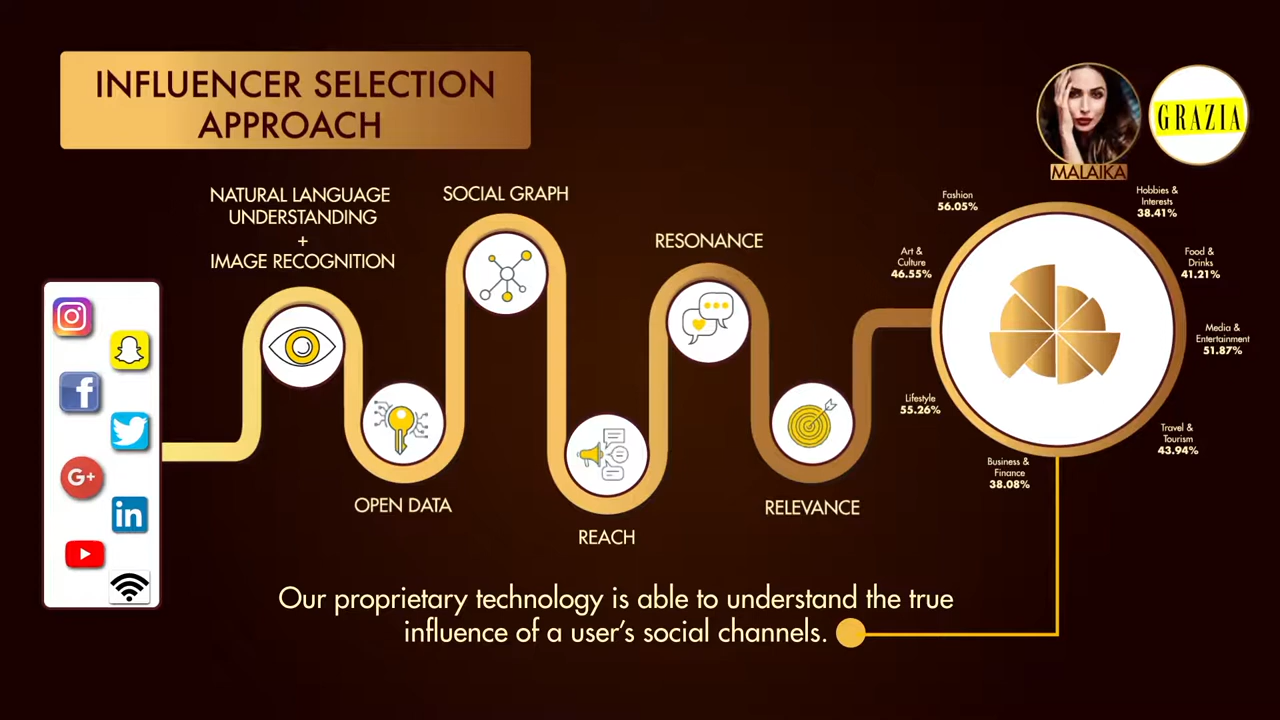 INFLUENCER SELECTION
APPROACH
GRAZIA
MALAIKA
NATURAL LANGUAGE
UNDERSTANDING
+
IMAGE RECOGNITION
SOCIAL GRAPH
RESONANCE
OPEN DATA
REACH
RELEVANCE
f
G+
in
Fashion
56.05%
Hobbies &
Interests
38.41%
Art &
Culture
46.55%
Food &
Drinks
41.21%
Media &
Entertainment
51.87%
Lifestyle
55.26%
Travel &
Tourism
43.94%
Business &
Finance
38.08%
Our proprietary technology is able to understand the true
influence of a user's social channels.